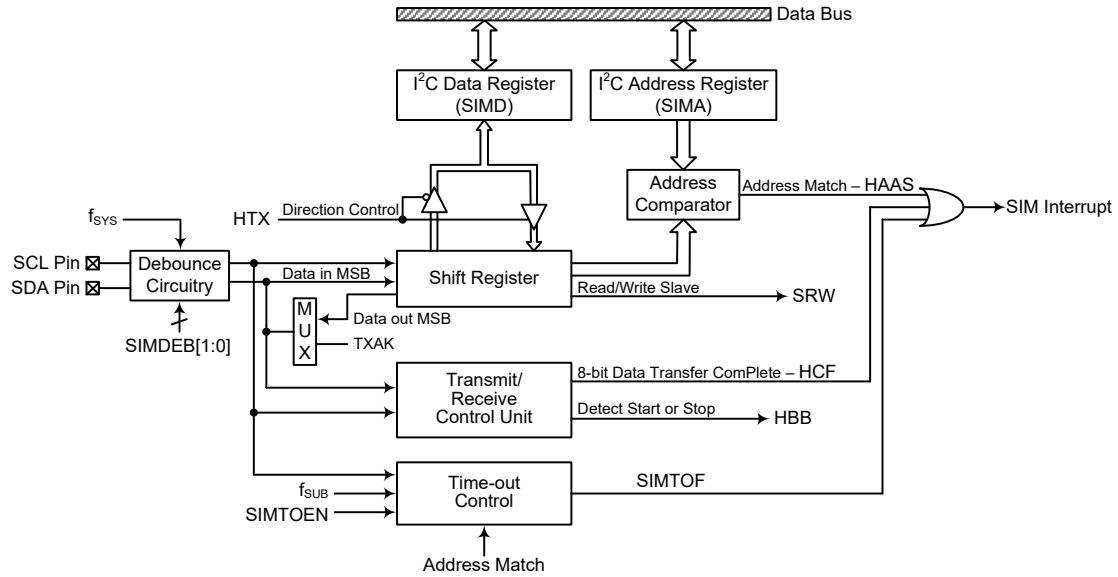 Data Bus
I²C Data Register
(SIMD)
I²C Address Register
(SIMA)
Address
Comparator
Address Match – HAAS
SIM Interrupt
HTX
Direction Control
fSYS
SCL Pin
SDA Pin
Debounce
Circuitry
SIMDEB[1:0]
Data in MSB
Shift Register
Read/Write Slave
SRW
M
U
X
Data out MSB
TXAK
Transmit/
Receive
Control Unit
8-bit Data Transfer ComPlete – HCF
Detect Start or Stop
HBB
Time-out
Control
SIMTOF
fSUB
SIMTOEN
Address Match